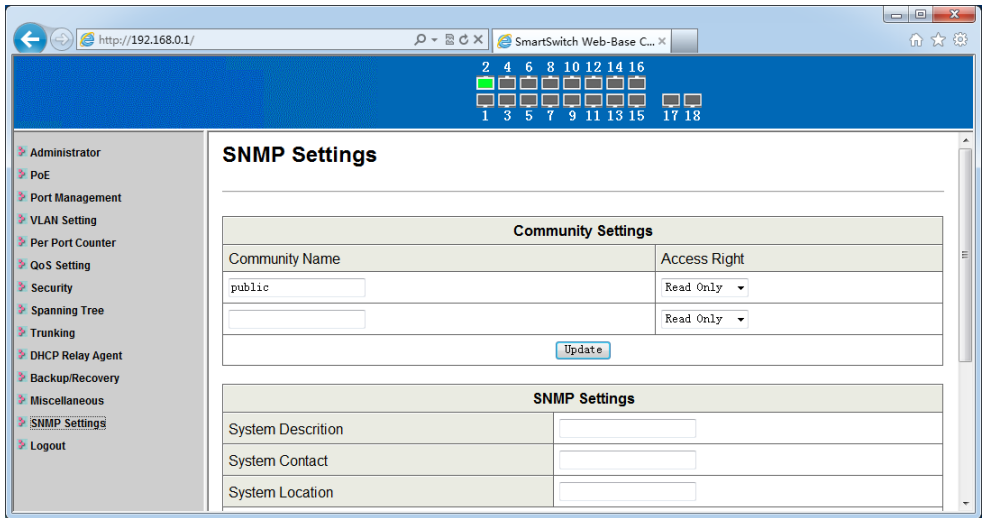 http://192.168.0.1/
SmartSwitch Web-Base C...
2 4 6 8 10 12 14 16
1 3 5 7 9 11 13 15 17 18
Administrator
PoE
Port Management
VLAN Setting
Per Port Counter
QoS Setting
Security
Spanning Tree
Trunking
DHCP Relay Agent
Backup/Recovery
Miscellaneous
SNMP Settings
Logout
SNMP Settings
Community Settings
Community Name Access Right
public Read Only
Read Only
Update
SNMP Settings
System Descrition
System Contact
System Location